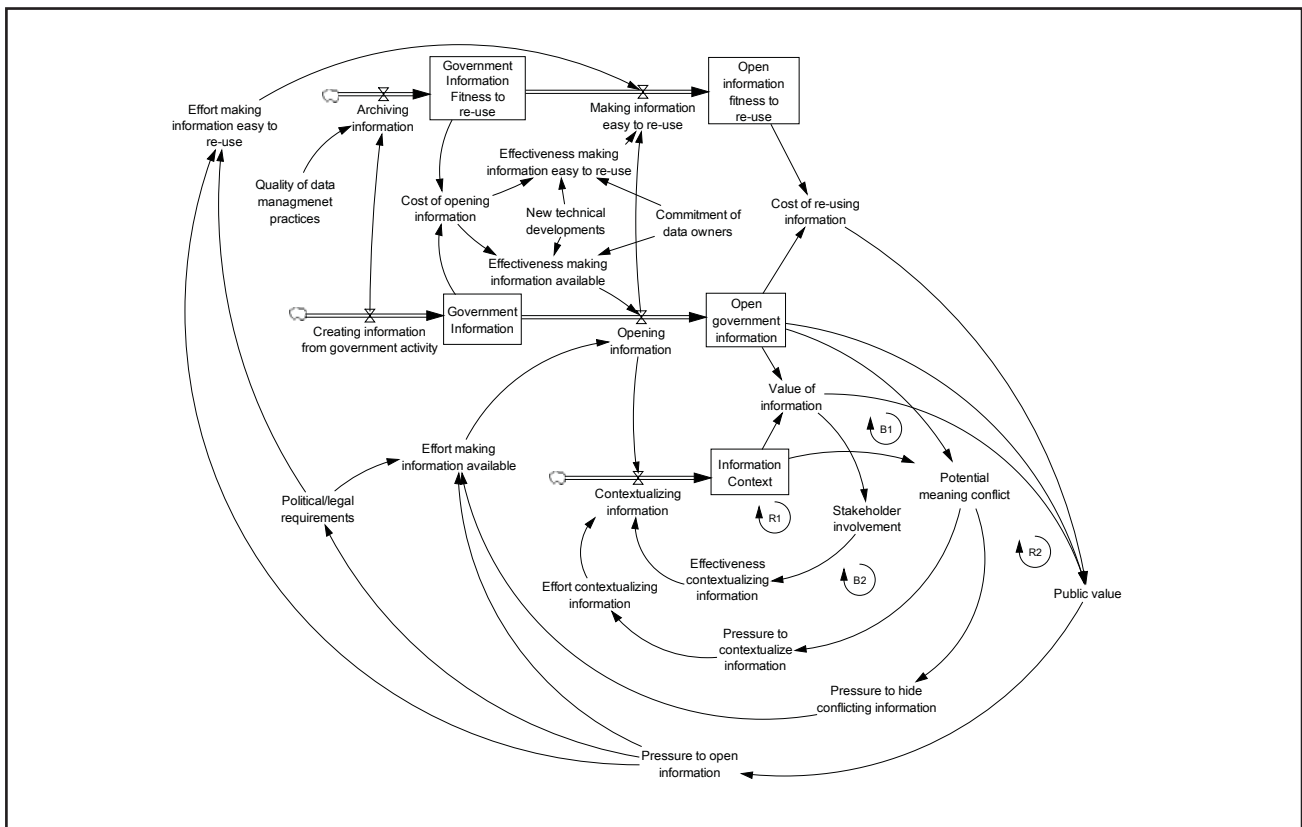 Government
Information
Fitness to
re-use
Open
information
fitness to
re-use
Effort making
information easy to
re-use
Archiving
information
Making information
easy to re-use
Effectiveness making
information easy to re-use
Quality of data
managmenet
practices
Cost of opening
information
New technical
developments
Commitment of
data owners
Cost of re-using
information
Effectiveness making
information available
Government
Information
Open
government
information
Creating information
from government activity
Opening
information
Value of
information
B1
Effort making
information available
Information
Context
Potential
meaning conflict
Political/legal
requirements
Contextualizing
information
R1
Stakeholder
involvement
R2
Effectiveness
contextualizing
information
B2
Effort contextualizing
information
Public value
Pressure to
contextualize
information
Pressure to hide
conflicting information
Pressure to open
information